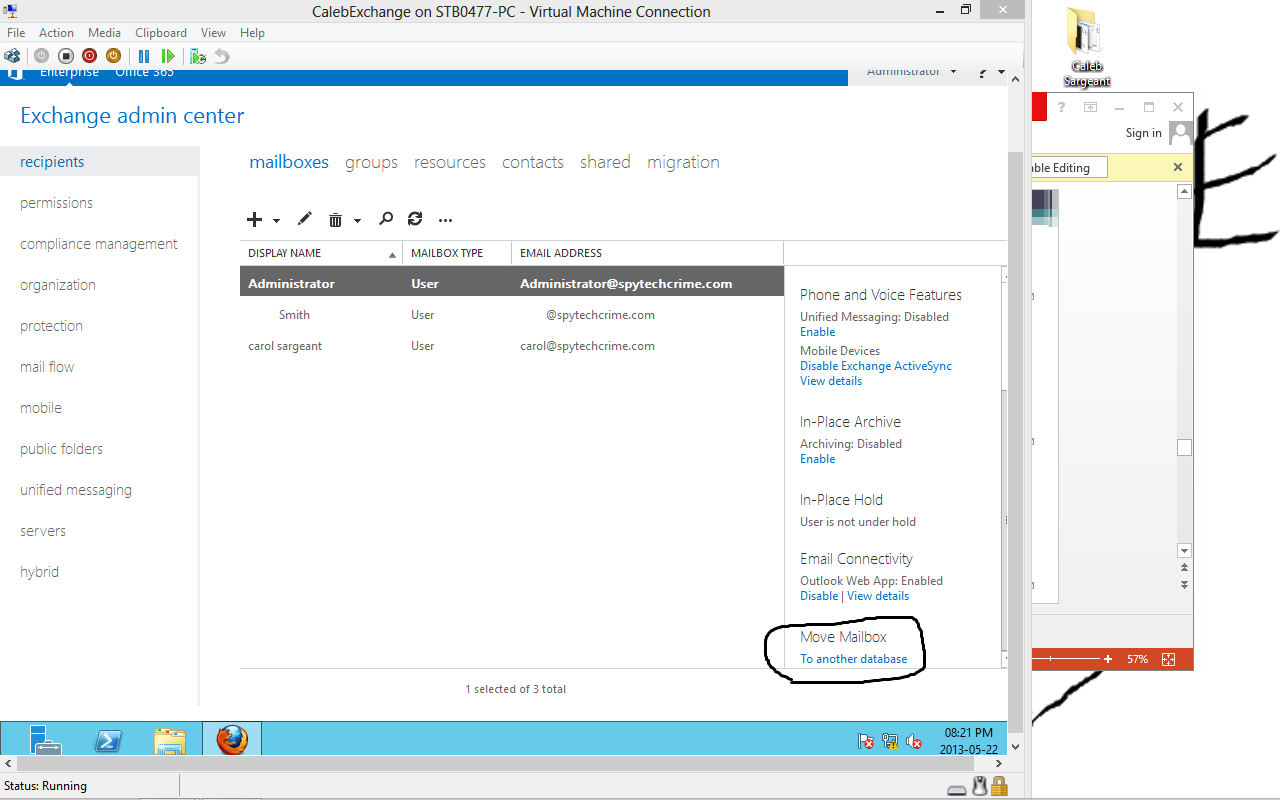 CalebExchange on STB0477-PC - Virtual Machine Connection
File Action Media Clipboard View Help
Enterprise Office 365
Administrator ?
Exchange admin center
recipients
permissions
compliance management
organization
protection
mail flow
mobile
public folders
unified messaging
servers
hybrid
mailboxes groups resources contacts shared migration
DISPLAY NAME MAILBOX TYPE EMAIL ADDRESS
Administrator User Administrator@spytechcrime.com
Smith User @spytechcrime.com
carol sargeant User carol@spytechcrime.com
Phone and Voice Features
Unified Messaging: Disabled
Enable
Mobile Devices
Disable Exchange ActiveSync
View details
In-Place Archive
Archiving: Disabled
Enable
In-Place Hold
User is not under hold
Email Connectivity
Outlook Web App: Enabled
Disable | View details
Move Mailbox
To another database
1 selected of 3 total
08:21 PM
2013-05-22
Status: Running
Caleb
Sargeant
?
Sign in
ble Editing
57%
E